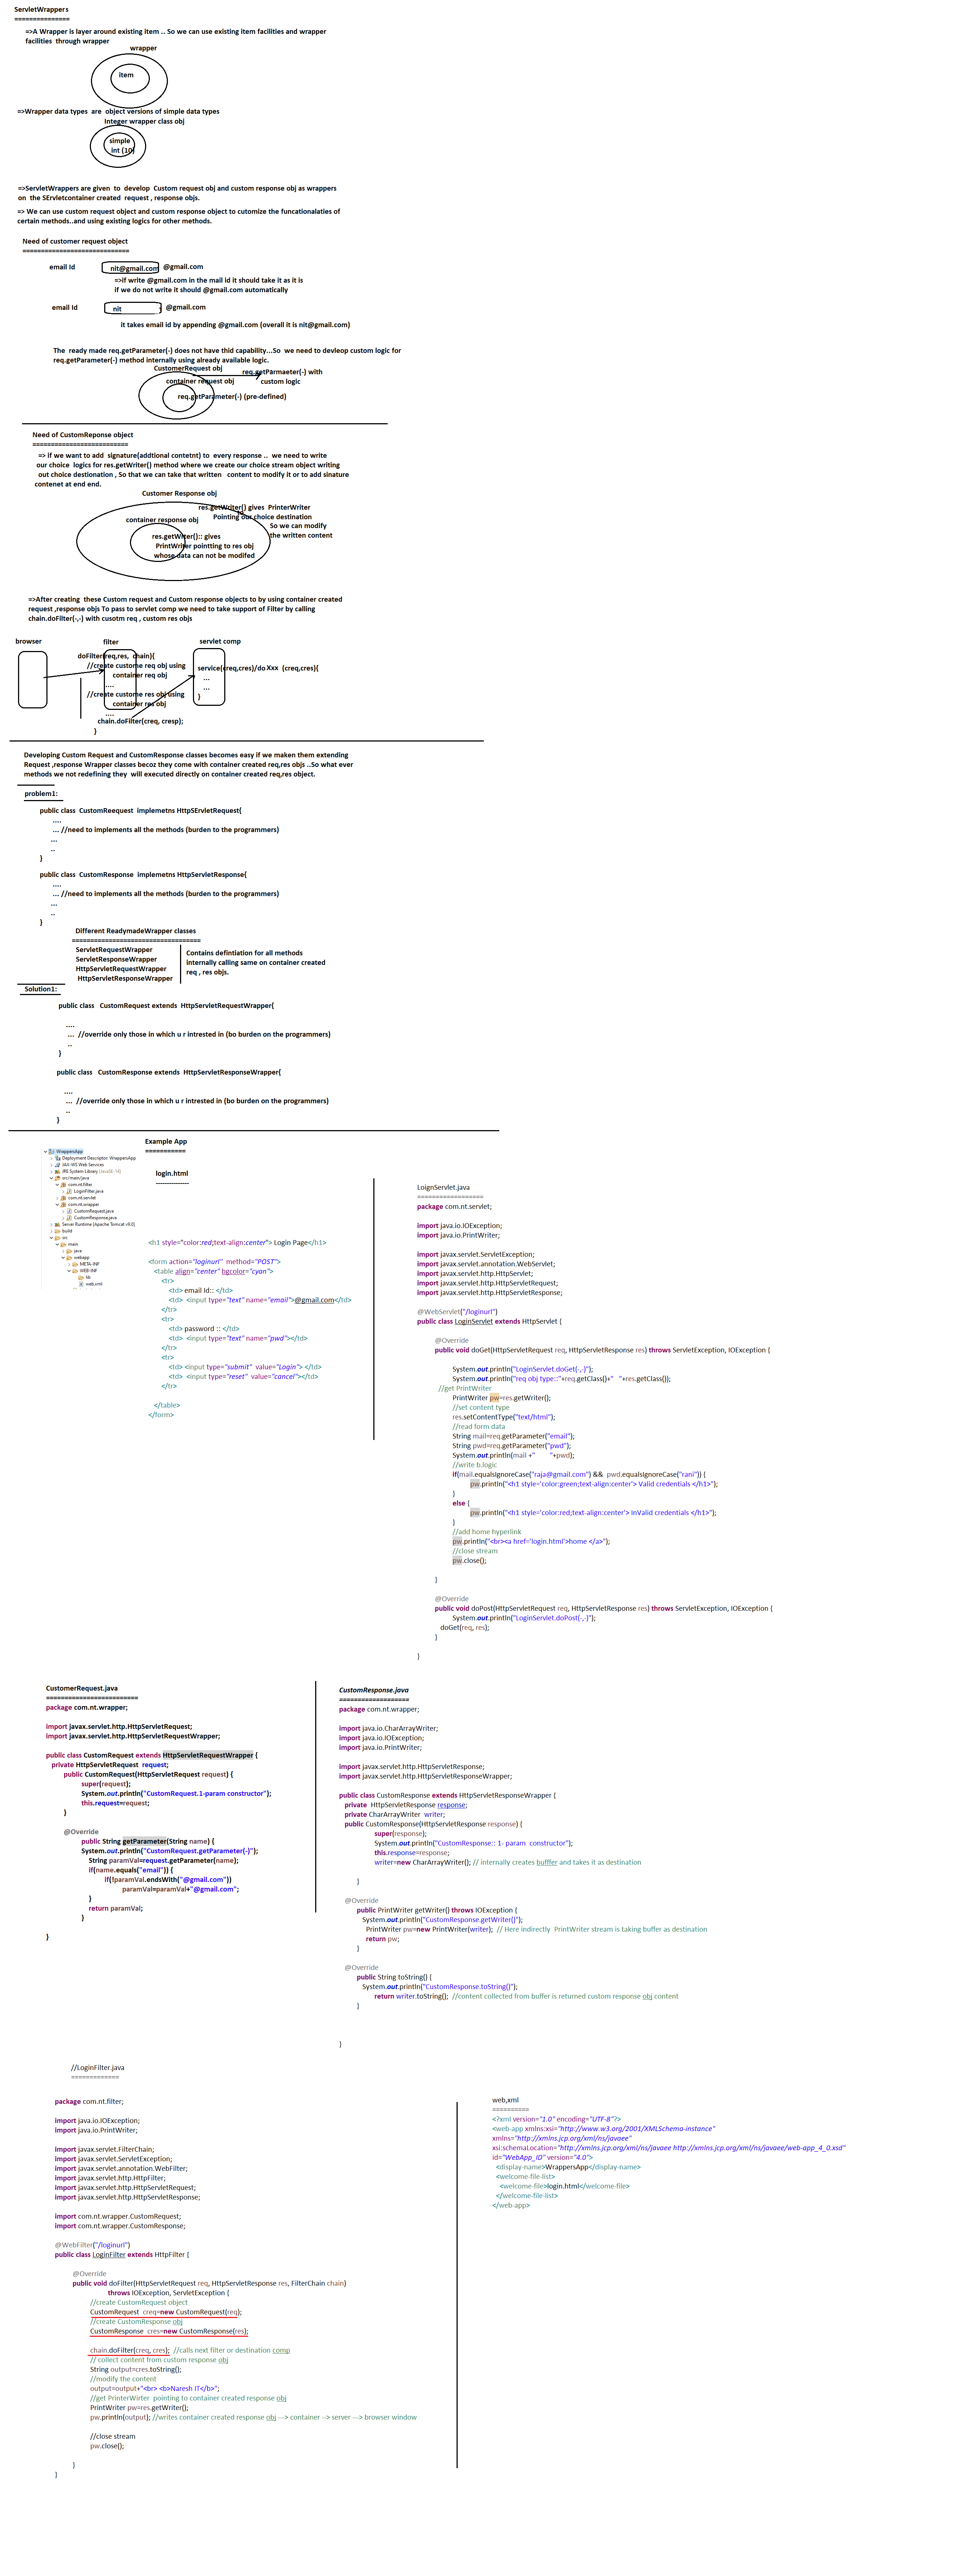 ServletWrappers
===============
=>A Wrapper is layer around existing item .. So we can use existing item facilities and wrapper
facilities through wrapper
wrapper
item
=>Wrapper data types are object versions of simple data types
Integer wrapper class obj
simple
int (10)
=>ServletWrappers are given to develop Custom request obj and custom response obj as wrappers
on the SErvletcontainer created request , response objs.
=> We can use custom request object and custom response object to cutomize the funcationalaties of
certain methods..and using existing logics for other methods.
Need of customer request object
=============================
email Id nit@gmail.com @gmail.com
=>if write @gmail.com in the mail id it should take it as it is
if we do not write it should @gmail.com automatically
email Id nit @gmail.com
it takes email id by appending @gmail.com (overall it is nit@gmail.com)
The ready made req.getParameter(-) does not have thid capability...So we need to devleop custom logic for
req.getParameter(-) method internally using already available logic.
CustomerRequest obj
req.getParmaeter(-) with
custom logic
container request obj
req.getParameter(-) (pre-defined)
Need of CustomReponse object
==========================
=> if we want to add signature(addtional contetnt) to every response .. we need to write
our choice logics for res.getWriter() method where we create our choice stream object writing
out choice destionation , So that we can take that written content to modify it or to add sinature
contenet at end end.
Customer Response obj
res.getWriter() gives PrinterWriter
Pointing our choice destination
So we can modify
the written content
container response obj
res.getWriter():: gives
PrintWriter pointing to res obj
whose data can not be modifed
=>After creating these Custom request and Custom response objects to by using container created
request ,response objs To pass to servlet comp we need to take support of Filter by calling
chain.doFilter(-,-) with cusotm req , custom res objs
browser filter servlet comp
doFilter(req,res, chain){
//create custome req obj using
container req obj
....
//create custome res obj using
container res obj
....
chain.doFilter(creq, cresp);
}
service(creq,cres)/do Xxx (creq,cres){
...
...
}
Developing Custom Request and CustomResponse classes becomes easy if we maken them extending
Request ,response Wrapper classes becoz they come with container created req,res objs ..So what ever
methods we not redefining they will executed directly on container created req,res object.
problem1:
public class CustomReequest implemetns HttpSErvletRequest{
....
... //need to implements all the methods (burden to the programmers)
...
..
}
public class CustomResponse implemetns HttpServletResponse{
....
... //need to implements all the methods (burden to the programmers)
...
..
}
Different ReadymadeWrapper classes
===================================
ServletRequestWrapper
ServletResponseWrapper
HttpServletRequestWrapper
HttpServletResponseWrapper
Contains defintiation for all methods
internally calling same on container created
req , res objs.
Solution1:
public class CustomRequest extends HttpServletRequestWrapper{
....
... //override only those in which u r intrested in (bo burden on the programmers)
..
}
public class CustomResponse extends HttpServletResponseWrapper{
....
... //override only those in which u r intrested in (bo burden on the programmers)
..
}
Example App
===========
WrappersApp
Deployment Descriptor: WrappersApp
JAX-WS Web Services
JRE System Library [JavaSE-14]
src/main/java
com.nt.filter
LoginFilter.java
com.nt.servlet
com.nt.wrapper
CustomRequest.java
CustomResponse.java
Server Runtime [Apache Tomcat v9.0]
build
src
main
java
webapp
META-INF
WEB-INF
lib
web.xml
login.html
--------------
<h1 style="color:red;text-align:center"> Login Page</h1>
<form action="loginurl" method="POST">
<table align="center" bgcolor="cyan">
<tr>
<td> email Id:: </td>
<td> <input type="text" name="email">@gmail.com</td>
</tr>
<tr>
<td> password :: </td>
<td> <input type="text" name="pwd"></td>
</tr>
<tr>
<td> <input type="submit" value="Login"> </td>
<td> <input type="reset" value="cancel"></td>
</tr>
</table>
</form>
LoignServlet.java
==================
package com.nt.servlet;
import java.io.IOException;
import java.io.PrintWriter;
import javax.servlet.ServletException;
import javax.servlet.annotation.WebServlet;
import javax.servlet.http.HttpServlet;
import javax.servlet.http.HttpServletRequest;
import javax.servlet.http.HttpServletResponse;
@WebServlet("/loginurl")
public class LoginServlet extends HttpServlet {
@Override
public void doGet(HttpServletRequest req, HttpServletResponse res) throws ServletException, IOException {
System.out.println("LoginServlet.doGet(-,-)");
System.out.println("req obj type::"+req.getClass()+" "+res.getClass());
//get PrintWriter
PrintWriter pw=res.getWriter();
//set content type
res.setContentType("text/html");
//read form data
String mail=req.getParameter("email");
String pwd=req.getParameter("pwd");
System.out.println(mail +" "+pwd);
//write b.logic
if(mail.equalsIgnoreCase("raja@gmail.com") && pwd.equalsIgnoreCase("rani")) {
pw.println("<h1 style='color:green;text-align:center'> Valid credentials </h1>");
}
else {
pw.println("<h1 style='color:red;text-align:center'> InValid credentials </h1>");
}
//add home hyperlink
pw.println("<br><a href='login.html'>home </a>");
//close stream
pw.close();
}
@Override
public void doPost(HttpServletRequest req, HttpServletResponse res) throws ServletException, IOException {
System.out.println("LoginServlet.doPost(-,-)");
doGet(req, res);
}
}
CustomerRequest.java
=========================
package com.nt.wrapper;
import javax.servlet.http.HttpServletRequest;
import javax.servlet.http.HttpServletRequestWrapper;
public class CustomRequest extends HttpServletRequestWrapper {
private HttpServletRequest request;
public CustomRequest(HttpServletRequest request) {
super(request);
System.out.println("CustomRequest.1-param constructor");
this.request=request;
}
@Override
public String getParameter(String name) {
System.out.println("CustomRequest.getParameter(-)");
String paramVal=request.getParameter(name);
if(name.equals("email")) {
if(!paramVal.endsWith("@gmail.com"))
paramVal=paramVal+"@gmail.com";
}
return paramVal;
}
}
CustomResponse.java
===================
package com.nt.wrapper;
import java.io.CharArrayWriter;
import java.io.IOException;
import java.io.PrintWriter;
import javax.servlet.http.HttpServletResponse;
import javax.servlet.http.HttpServletResponseWrapper;
public class CustomResponse extends HttpServletResponseWrapper {
private HttpServletResponse response;
private CharArrayWriter writer;
public CustomResponse(HttpServletResponse response) {
super(response);
System.out.println("CustomResponse:: 1- param constructor");
this.response=response;
writer=new CharArrayWriter(); // internally creates bufffer and takes it as destination
}
@Override
public PrintWriter getWriter() throws IOException {
System.out.println("CustomResponse.getWriter()");
PrintWriter pw=new PrintWriter(writer); // Here indirectly PrintWriter stream is taking buffer as destination
return pw;
}
@Override
public String toString() {
System.out.println("CustomResponse.toString()");
return writer.toString(); //content collected from buffer is returned custom response obj content
}
}
//LoginFilter.java
=============
package com.nt.filter;
import java.io.IOException;
import java.io.PrintWriter;
import javax.servlet.FilterChain;
import javax.servlet.ServletException;
import javax.servlet.annotation.WebFilter;
import javax.servlet.http.HttpFilter;
import javax.servlet.http.HttpServletRequest;
import javax.servlet.http.HttpServletResponse;
import com.nt.wrapper.CustomRequest;
import com.nt.wrapper.CustomResponse;
@WebFilter("/loginurl")
public class LoginFilter extends HttpFilter {
@Override
public void doFilter(HttpServletRequest req, HttpServletResponse res, FilterChain chain)
throws IOException, ServletException {
//create CustomRequest object
CustomRequest creq=new CustomRequest(req);
//create CustomResponse obj
CustomResponse cres=new CustomResponse(res);
chain.doFilter(creq, cres); //calls next filter or destination comp
// collect content from custom response obj
String output=cres.toString();
//modify the content
output=output+"<br> <b>Naresh IT</b>";
//get PrinterWirter pointing to container created response obj
PrintWriter pw=res.getWriter();
pw.println(output); //writes container created response obj ---> container --> server ---> browser window
//close stream
pw.close();
}
}
web,xml
==========
<?xml version="1.0" encoding="UTF-8"?>
<web-app xmlns:xsi="http://www.w3.org/2001/XMLSchema-instance"
xmlns="http://xmlns.jcp.org/xml/ns/javaee"
xsi:schemaLocation="http://xmlns.jcp.org/xml/ns/javaee http://xmlns.jcp.org/xml/ns/javaee/web-app_4_0.xsd"
id="WebApp_ID" version="4.0">
<display-name>WrappersApp</display-name>
<welcome-file-list>
<welcome-file>login.html</welcome-file>
</welcome-file-list>
</web-app>